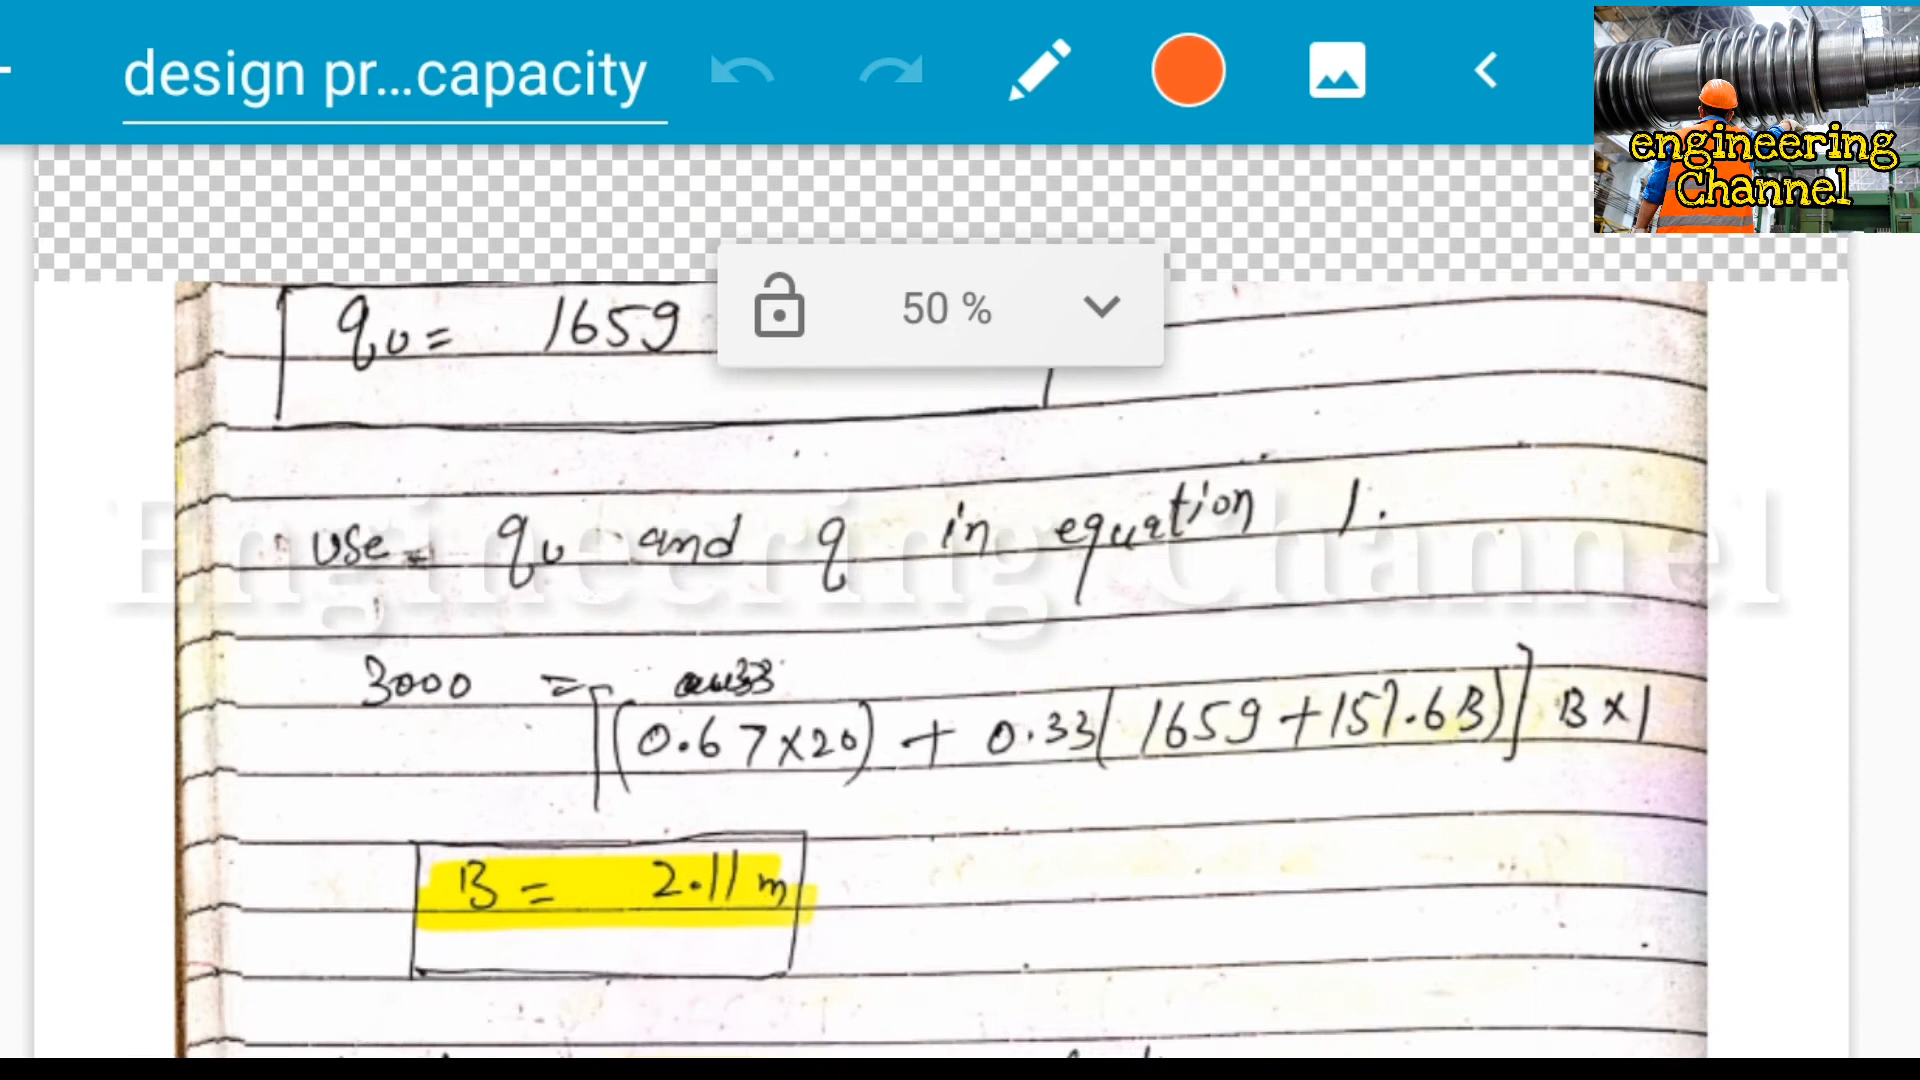 design pr...capacity
engineering
Channel
50 %
qu = 1659
Engineering Channel
use = qu and q in equation 1.
3000 = [(0.67×20) + 0.33(1659+157.6B)] B×1
B = 2.11 m